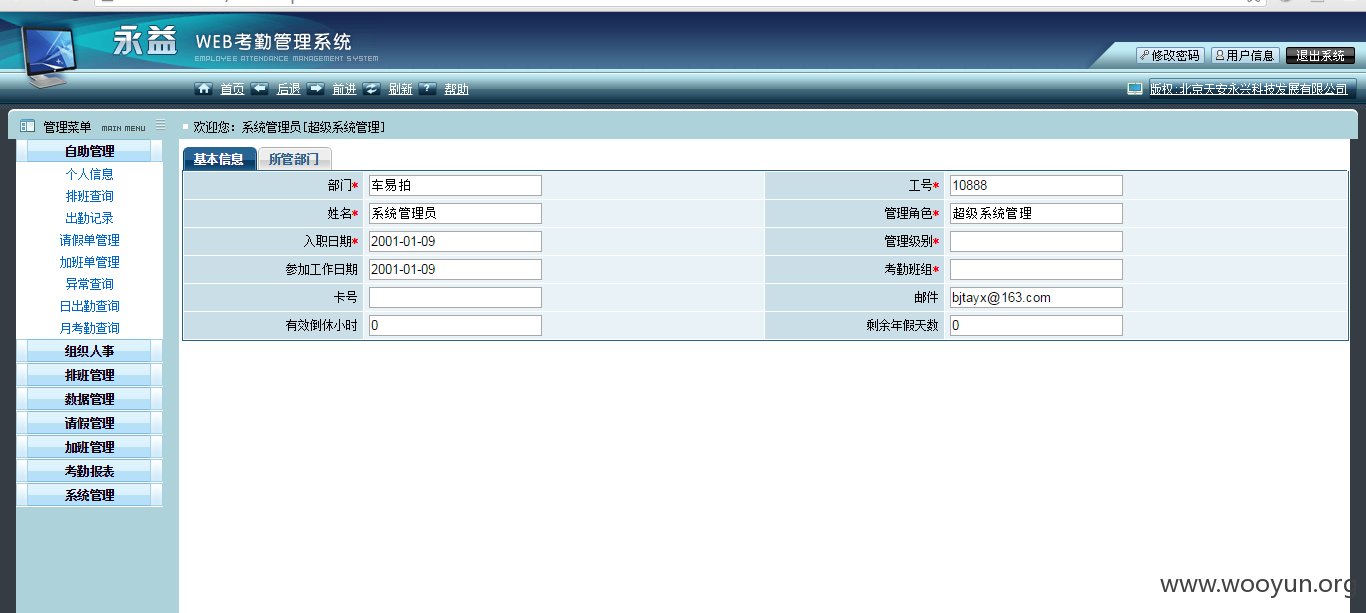 永益 WEB考勤管理系统
EMPLOYEE ATTENDANCE MANAGEMENT SYSTEM
修改密码 用户信息 退出系统
首页 后退 前进 刷新 帮助 版权:北京天安永兴科技发展有限公司
管理菜单 MAIN MENU 欢迎您：系统管理员[超级系统管理]
自助管理
个人信息
排班查询
出勤记录
请假单管理
加班单管理
异常查询
日出勤查询
月考勤查询
组织人事
排班管理
数据管理
请假管理
加班管理
考勤报表
系统管理
基本信息 所管部门
部门* 车易拍 工号* 10888
姓名* 系统管理员 管理角色* 超级系统管理
入职日期* 2001-01-09 管理级别*
参加工作日期 2001-01-09 考勤班组*
卡号 邮件 bjtayx@163.com
有效倒休小时 0 剩余年假天数 0
www.wooyun.org